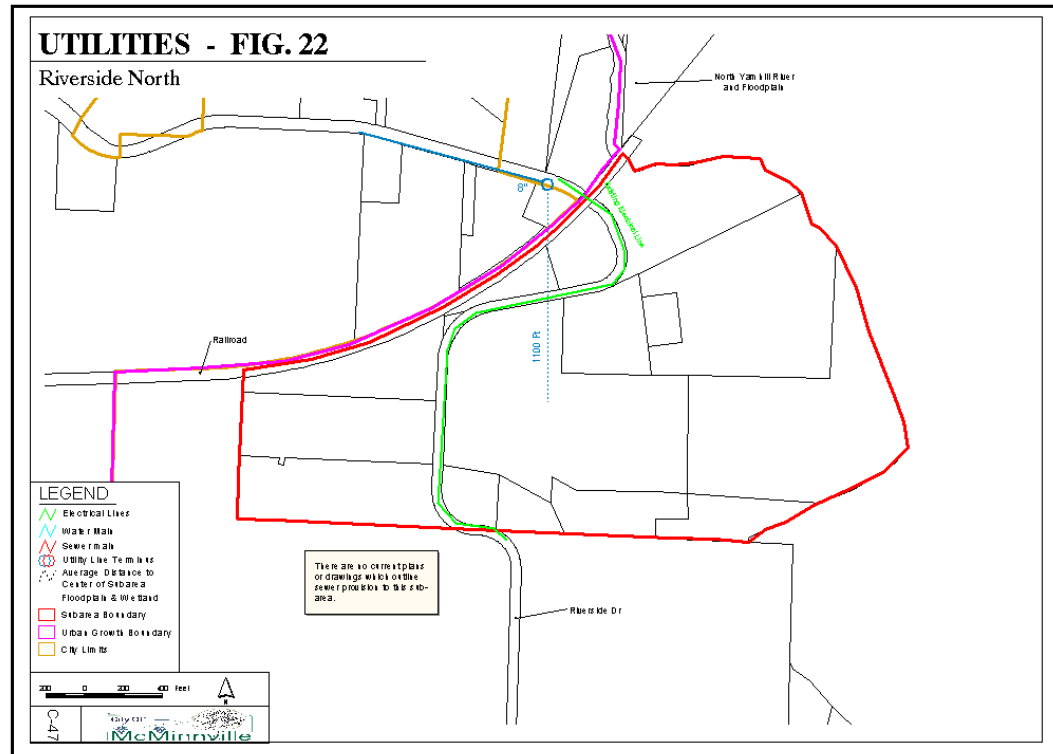 UTILITIES - FIG. 22
Riverside North
North Yamhill River
and Floodplain
8"
Existing Electrical Line
1100 Ft
Railroad
LEGEND
Electrical Lines
Water Main
Sewer main
Utility Line Terminus
Average Distance to
Center of Subarea
Floodplain & Wetland
Subarea Boundary
Urban Growth Boundary
City Limits
There are no current plans
or drawings which outline
sewer provision to this sub-
area.
Riverside Dr
200 0 200 400 Feet
N
C-47
City Of
McMinnville